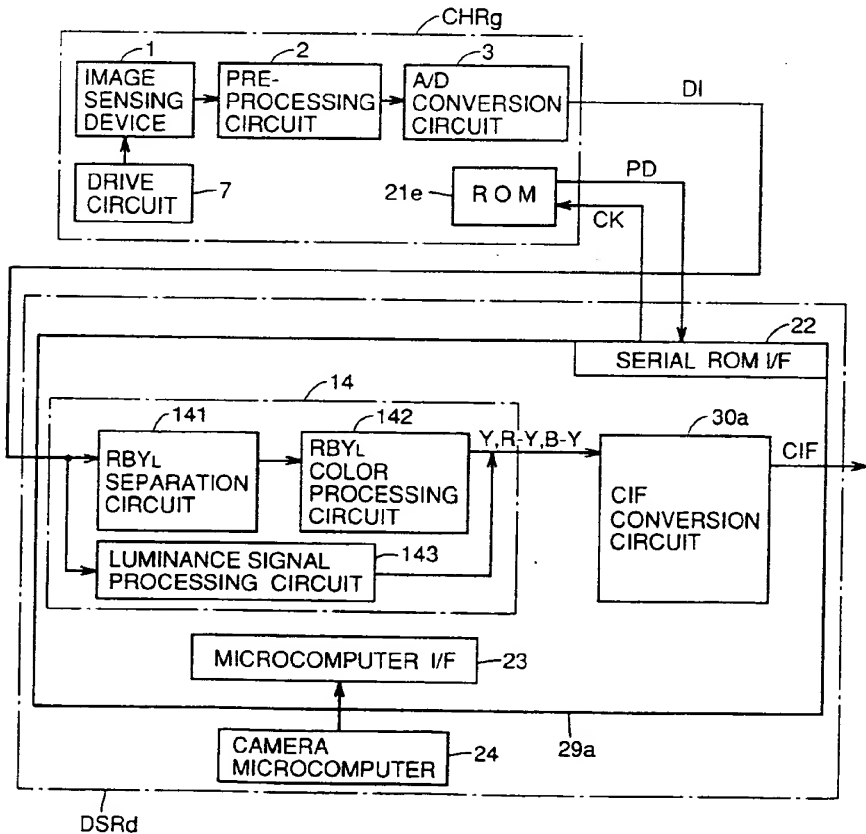 CHRg
1
2
3
IMAGE
SENSING
DEVICE
PRE-
PROCESSING
CIRCUIT
A/D
CONVERSION
CIRCUIT
DI
DRIVE
CIRCUIT
7
21e
ROM
PD
CK
22
SERIAL ROM I/F
14
141
142
30a
RBYL
SEPARATION
CIRCUIT
RBYL
COLOR
PROCESSING
CIRCUIT
Y,R-Y,B-Y
CIF
CONVERSION
CIRCUIT
CIF
LUMINANCE SIGNAL
PROCESSING CIRCUIT
143
MICROCOMPUTER I/F
23
CAMERA
MICROCOMPUTER
24
29a
DSRd